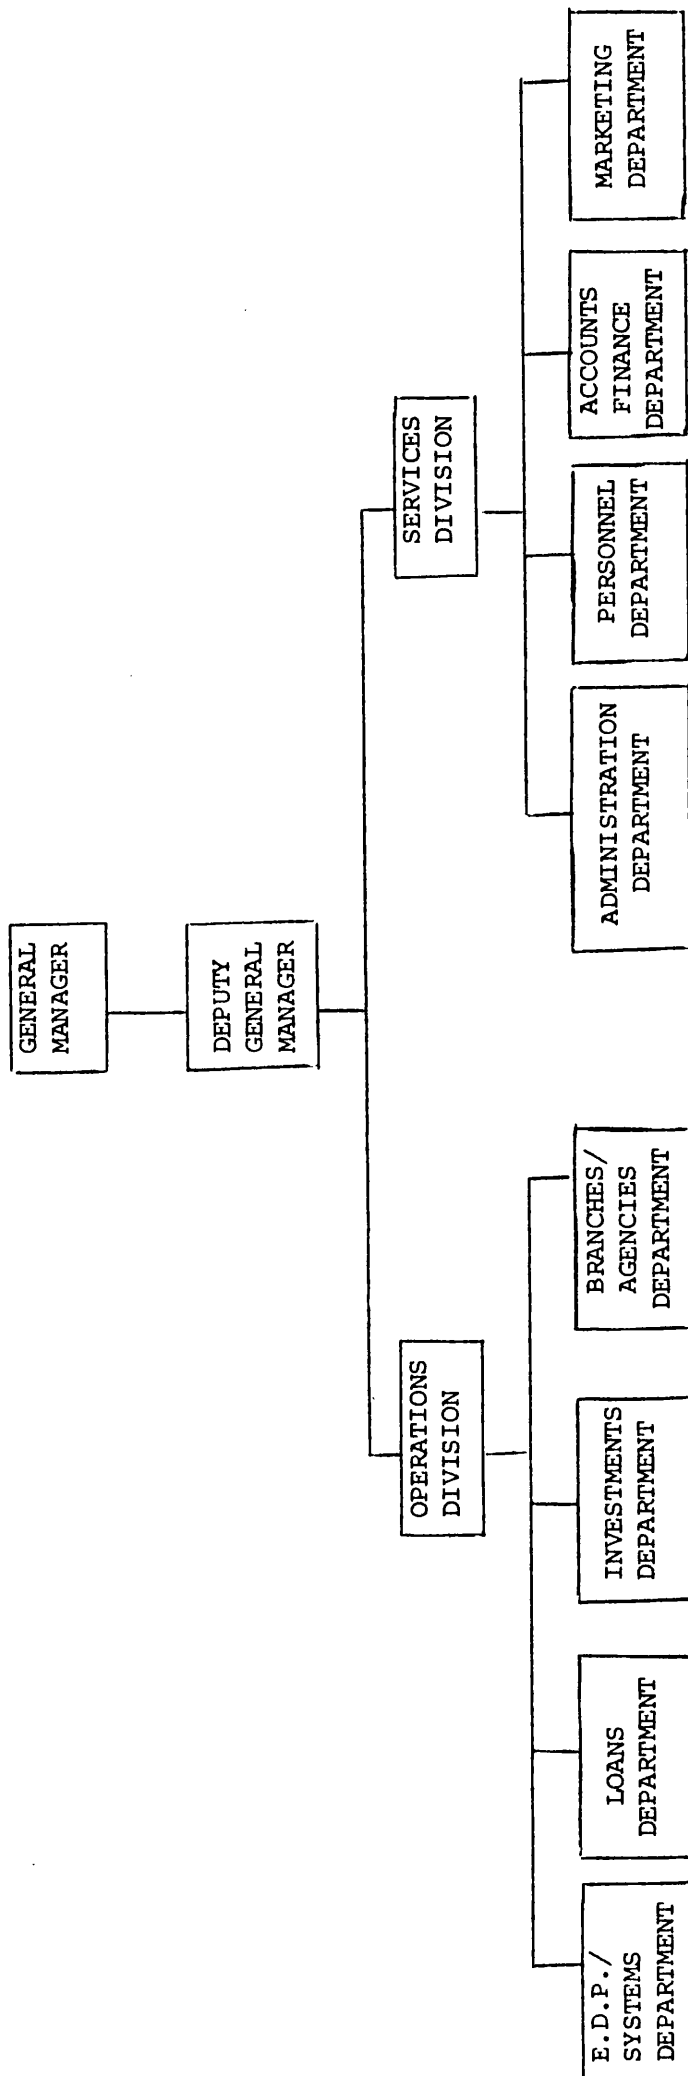 GENERAL
MANAGER
DEPUTY
GENERAL
MANAGER
OPERATIONS
DIVISION
SERVICES
DIVISION
E.D.P./
SYSTEMS
DEPARTMENT
LOANS
DEPARTMENT
INVESTMENTS
DEPARTMENT
BRANCHES/
AGENCIES
DEPARTMENT
ADMINISTRATION
DEPARTMENT
PERSONNEL
DEPARTMENT
ACCOUNTS
FINANCE
DEPARTMENT
MARKETING
DEPARTMENT